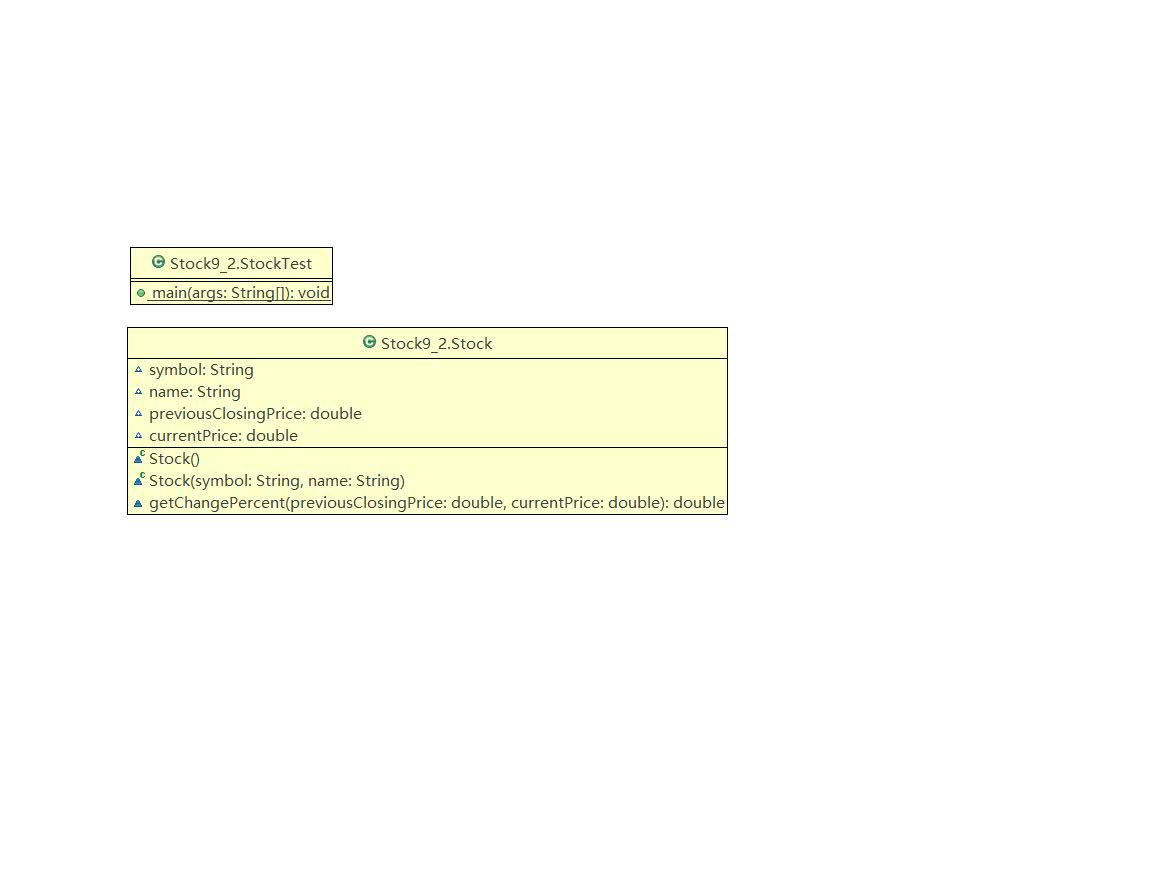 Stock9_2.StockTest
main(args: String[]): void
Stock9_2.Stock
symbol: String
name: String
previousClosingPrice: double
currentPrice: double
Stock()
Stock(symbol: String, name: String)
getChangePercent(previousClosingPrice: double, currentPrice: double): double